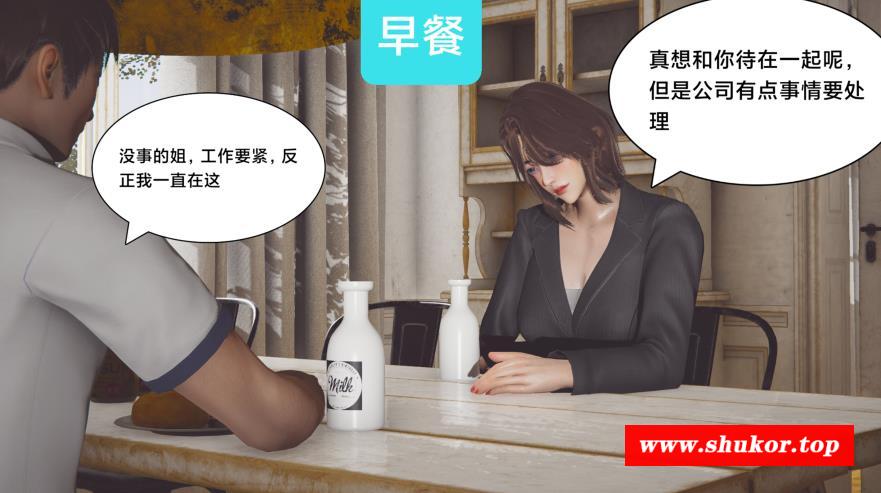 早餐
真想和你待在一起呢，
但是公司有点事情要处
理
没事的姐，工作要紧，反
正我一直在这
Milk
www.shukor.top